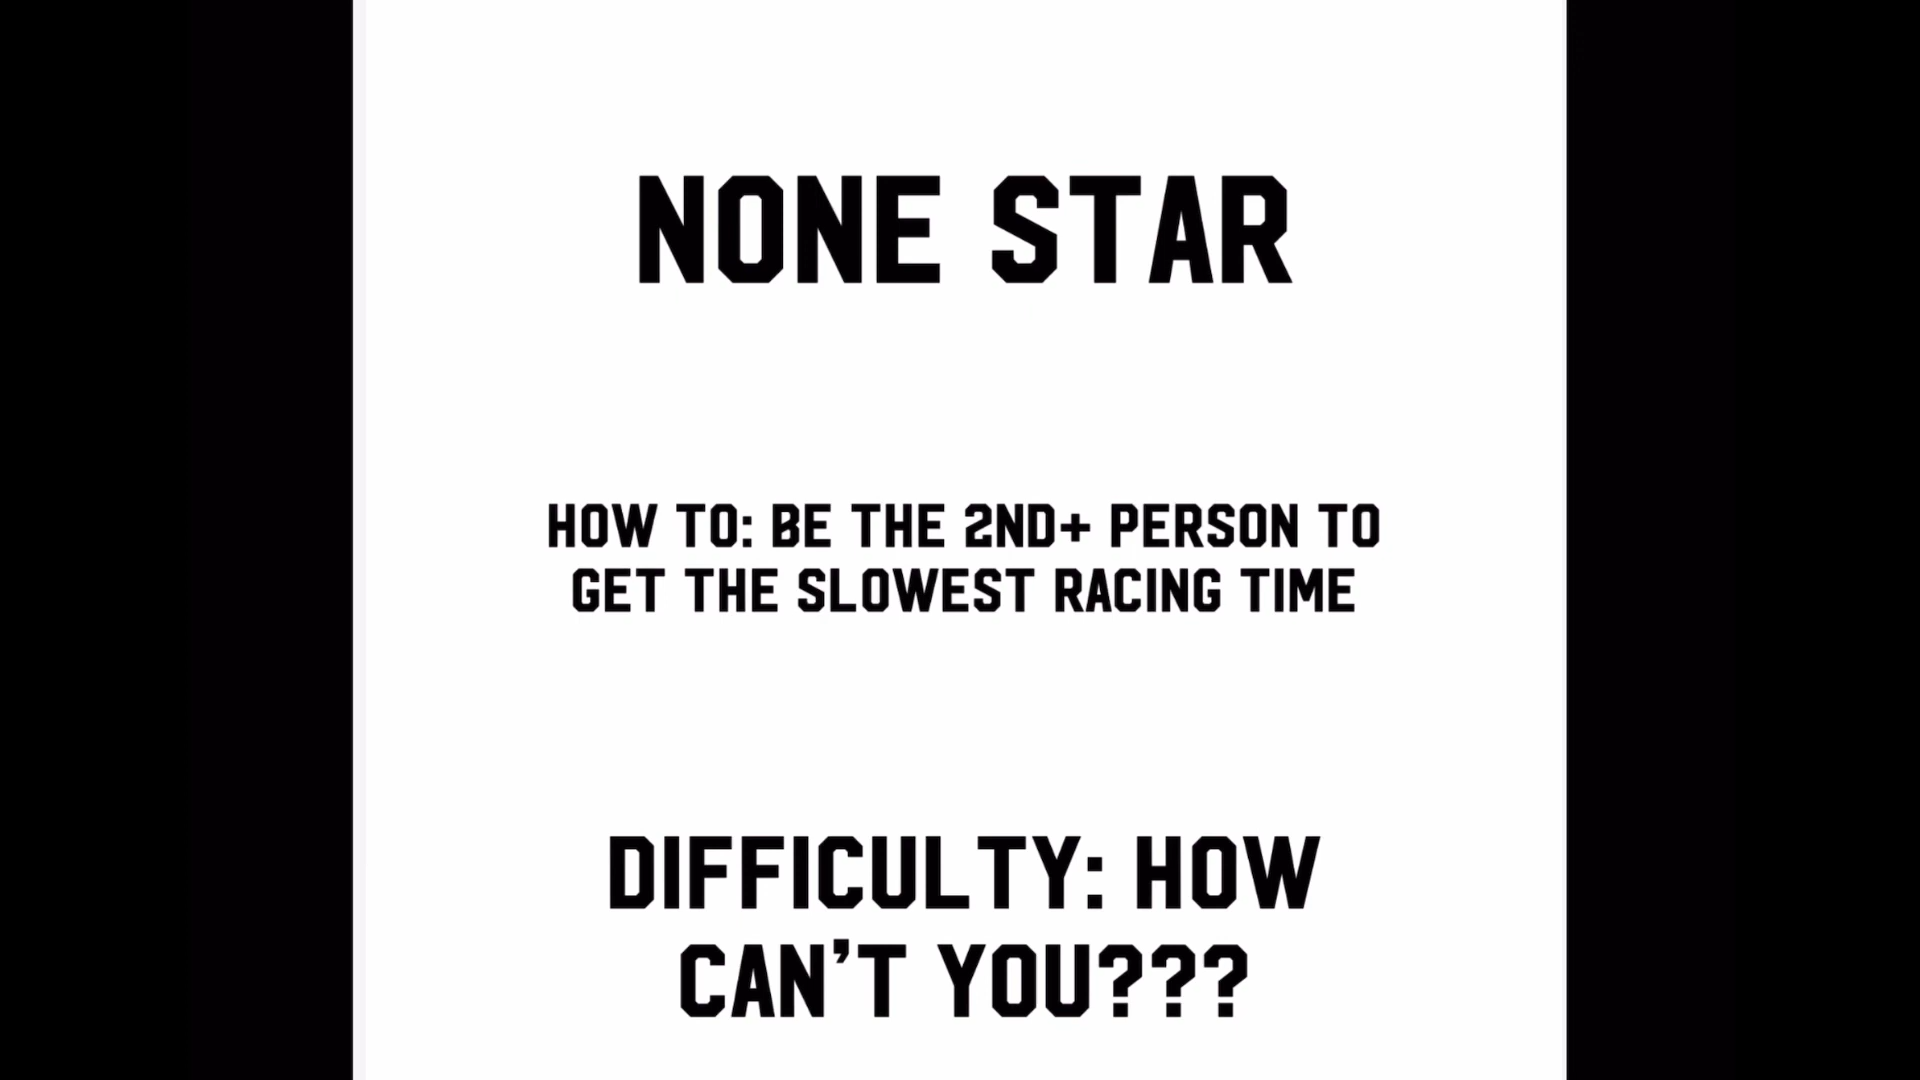 NONE STAR
HOW TO: BE THE 2ND+ PERSON TO
GET THE SLOWEST RACING TIME
DIFFICULTY: HOW
CAN'T YOU???